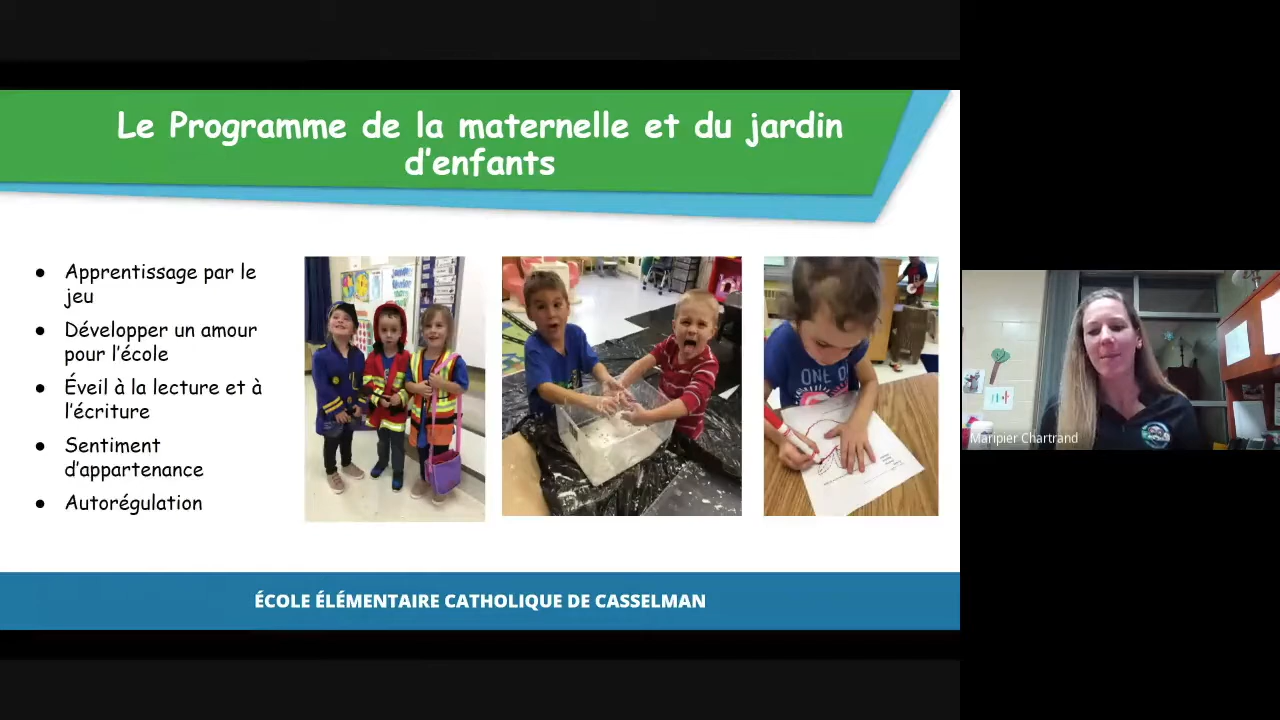 Le Programme de la maternelle et du jardin
d'enfants
● Apprentissage par le
jeu
● Développer un amour
pour l'école
● Éveil à la lecture et à
l'écriture
● Sentiment
d'appartenance
● Autorégulation
ONE O
ÉCOLE ÉLÉMENTAIRE CATHOLIQUE DE CASSELMAN
Maripier Chartrand